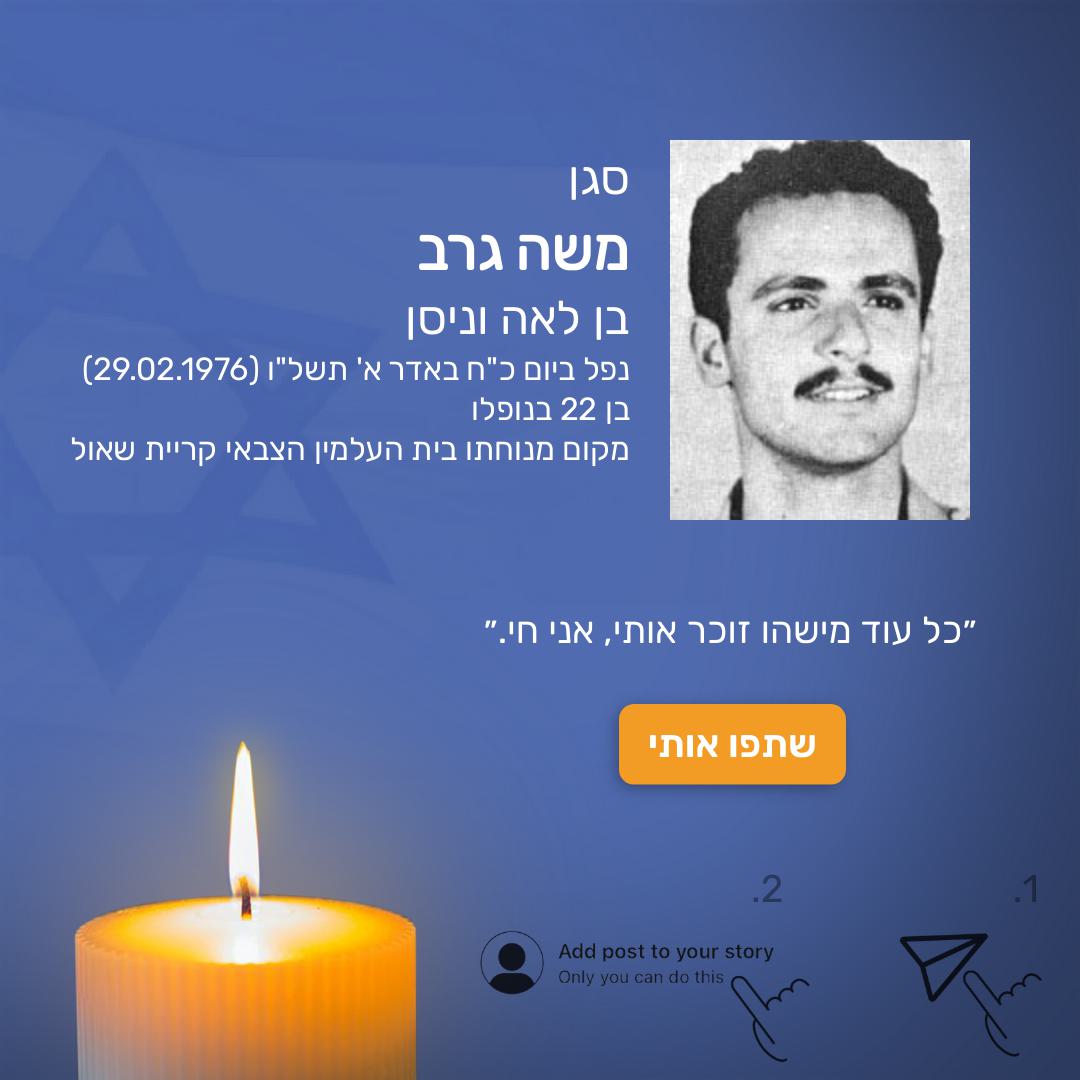 סגן
משה גרב
בן לאה וניסן
נפל ביום כ"ח באדר א' תשל"ו (29.02.1976)
בן 22 בנופלו
מקום מנוחתו בית העלמין הצבאי קריית שאול
״כל עוד מישהו זוכר אותי, אני חי.״
שתפו אותי
1.
2.
Add post to your story
Only you can do this